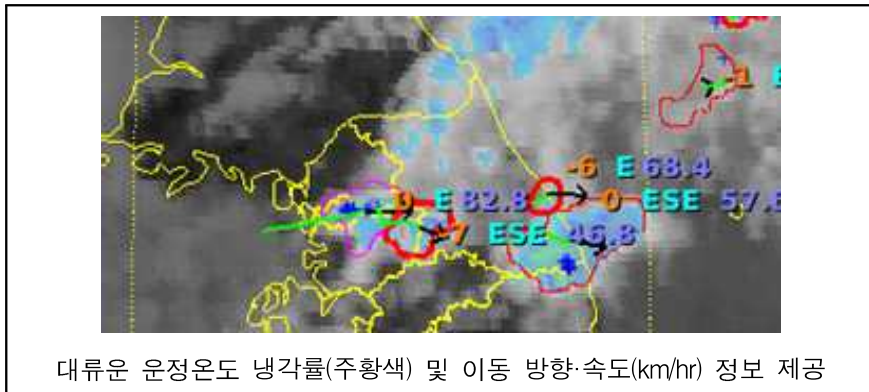 1 E
-6 E 68.4
0 E 82.8
0 ESE 57.6
-7 ESE 46.8
대류운 운정온도 냉각률(주황색) 및 이동 방향·속도(km/hr) 정보 제공